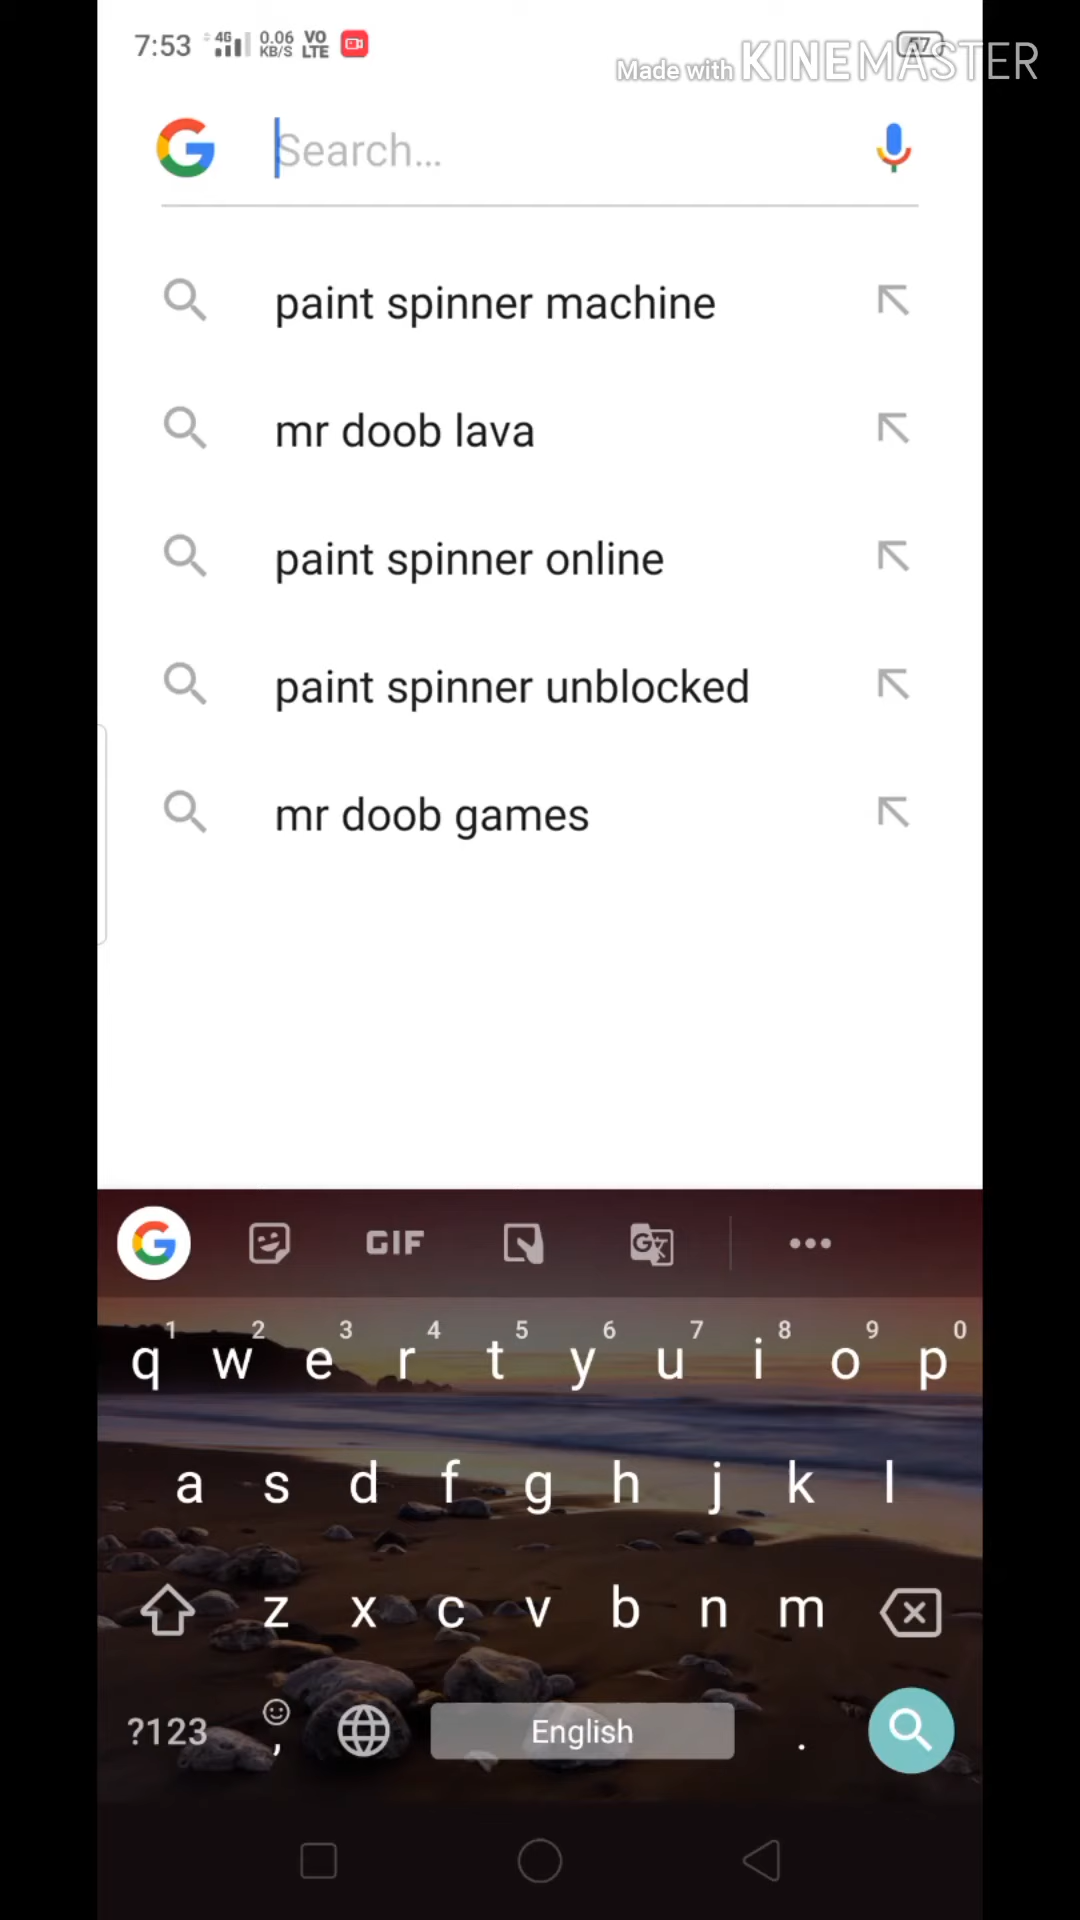 7:53 4G 0.06 KB/S VO LTE 57
Made with KINEMASTER
Search...
paint spinner machine
mr doob lava
paint spinner online
paint spinner unblocked
mr doob games
GIF
1 2 3 4 5 6 7 8 9 0
q w e r t y u i o p
a s d f g h j k l
z x c v b n m
?123 , English .